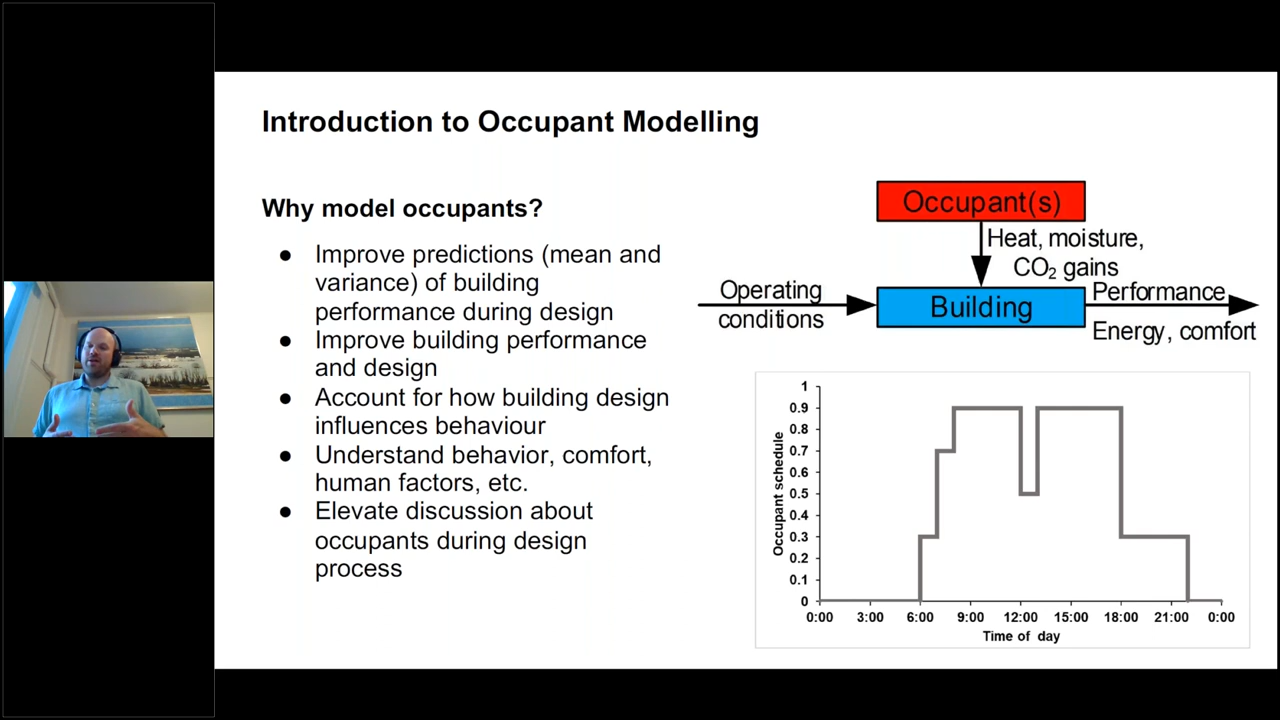 Introduction to Occupant Modelling
Why model occupants?
● Improve predictions (mean and
variance) of building
performance during design
● Improve building performance
and design
● Account for how building design
influences behaviour
● Understand behavior, comfort,
human factors, etc.
● Elevate discussion about
occupants during design
process
Occupant(s)
Heat, moisture,
CO₂ gains
Operating
conditions
Building
Performance
Energy, comfort
Occupant schedule
1
0.9
0.8
0.7
0.6
0.5
0.4
0.3
0.2
0.1
0
0:00 3:00 6:00 9:00 12:00 15:00 18:00 21:00 0:00
Time of day